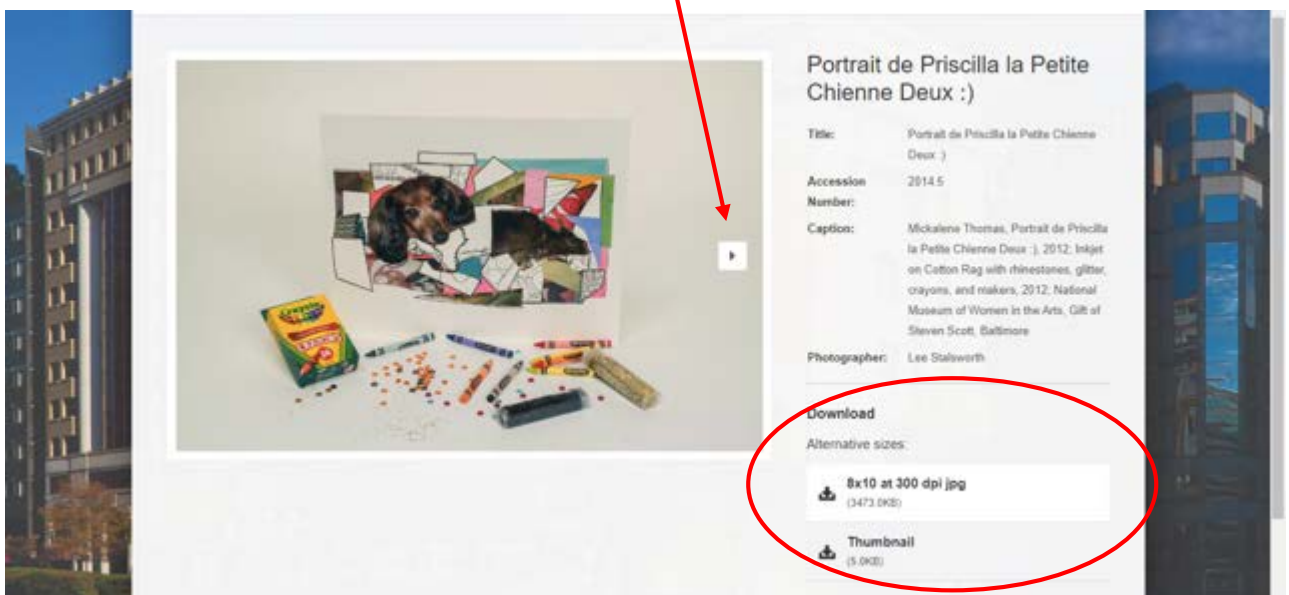 Portrait de Priscilla la Petite
Chienne Deux :)
Title:
Portrait de Priscilla la Petite Chienne
Deux :)
Accession
Number:
2014.5
Caption:
Mickalene Thomas, Portrait de Priscilla
la Petite Chienne Deux :), 2012; Inkjet
on Cotton Rag with rhinestones, glitter,
crayons, and makers, 2012; National
Museum of Women in the Arts, Gift of
Steven Scott, Baltimore
Photographer:
Lee Stalsworth
Download
Alternative sizes:
8x10 at 300 dpi jpg
(3473.0KB)
Thumbnail
(5.0KB)
Crayola